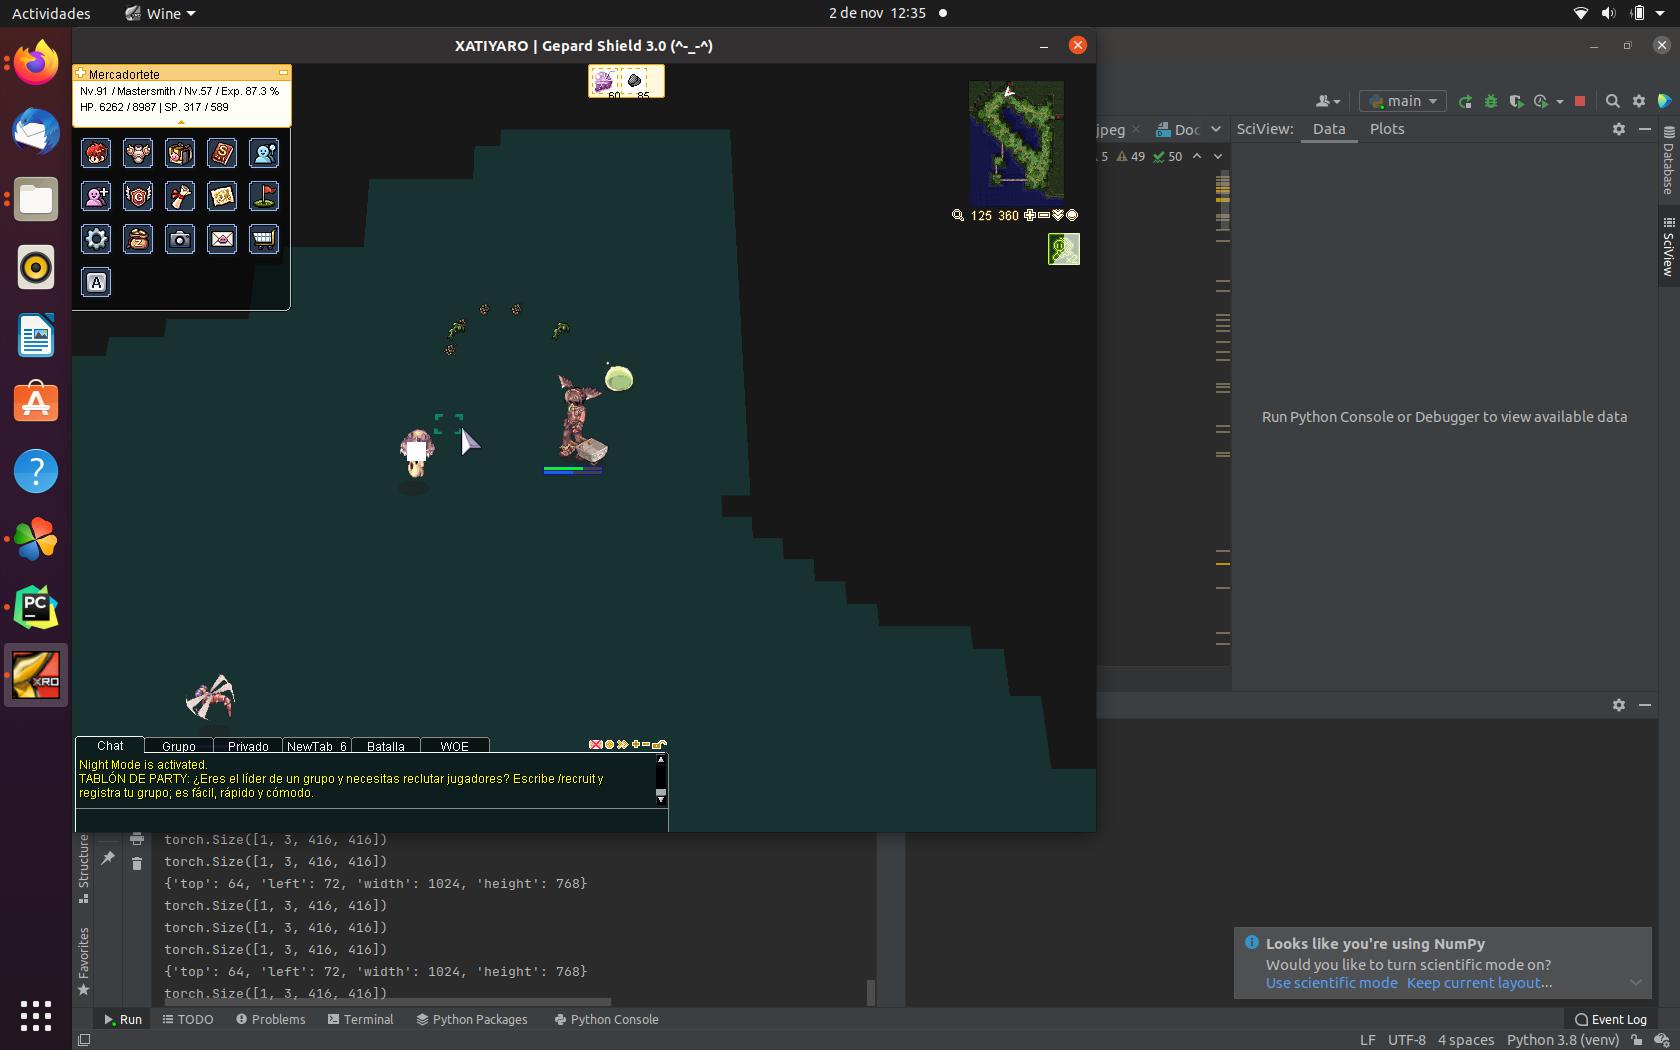 Actividades
Wine
2 de nov 12:35
XATIYARO | Gepard Shield 3.0 (^-_-^)
Mercadortete
Nv.91 / Mastersmith / Nv.57 / Exp. 87.3 %
HP. 6262 / 8987 | SP. 317 / 589
60
85
S
G
Z
A
125 360
main
jpeg
Doc
SciView:
Data
Plots
5
49
50
Database
SciView
Run Python Console or Debugger to view available data
PC
XRO
Chat
Grupo
Privado
NewTab_6
Batalla
WOE
Night Mode is activated.
TABLÓN DE PARTY: ¿Eres el líder de un grupo y necesitas reclutar jugadores? Escribe /recruit y
registra tu grupo; es fácil, rápido y cómodo.
Structure
Favorites
torch.Size([1, 3, 416, 416])
torch.Size([1, 3, 416, 416])
{'top': 64, 'left': 72, 'width': 1024, 'height': 768}
torch.Size([1, 3, 416, 416])
torch.Size([1, 3, 416, 416])
torch.Size([1, 3, 416, 416])
{'top': 64, 'left': 72, 'width': 1024, 'height': 768}
torch.Size([1, 3, 416, 416])
Looks like you're using NumPy
Would you like to turn scientific mode on?
Use scientific mode Keep current layout...
Run
TODO
Problems
Terminal
Python Packages
Python Console
Event Log
LF UTF-8 4 spaces Python 3.8 (venv)